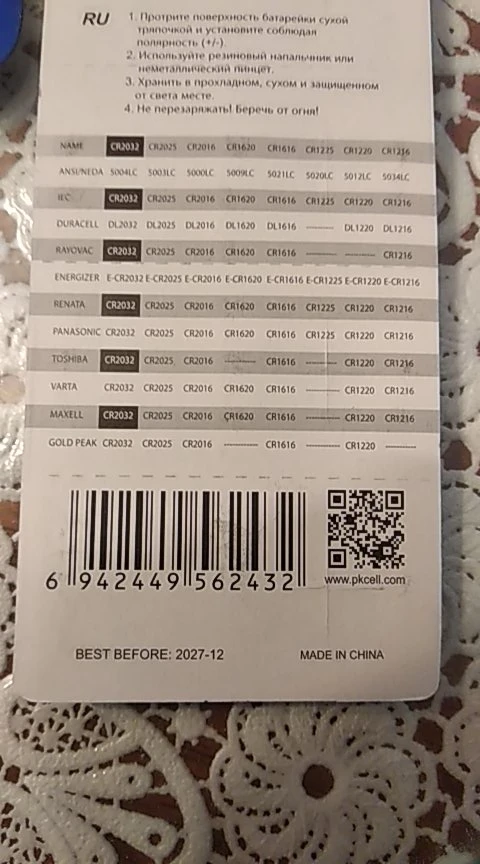 RU
1. Протрите поверхность батарейки сухой
тряпочкой и установите соблюдая
полярность (+/-).
2. Используйте резиновый напальчник или
неметаллический пинцет.
3. Хранить в прохладном, сухом и защищенном
от света месте.
4. Не перезаряжать! Беречь от огня!
NAME CR2032 CR2025 CR2016 CR1620 CR1616 CR1225 CR1220 CR1216
ANSI/NEDA 5004LC 5003LC 5000LC 5009LC 5021LC 5020LC 5012LC 5034LC
IEC CR2032 CR2025 CR2016 CR1620 CR1616 CR1225 CR1220 CR1216
DURACELL DL2032 DL2025 DL2016 DL1620 DL1616 --------- DL1220 DL1216
RAYOVAC CR2032 CR2025 CR2016 CR1620 CR1616 --------- --------- CR1216
ENERGIZER E-CR2032 E-CR2025 E-CR2016 E-CR1620 E-CR1616 E-CR1225 E-CR1220 E-CR1216
RENATA CR2032 CR2025 CR2016 CR1620 CR1616 CR1225 CR1220 CR1216
PANASONIC CR2032 CR2025 CR2016 CR1620 CR1616 CR1225 CR1220 CR1216
TOSHIBA CR2032 CR2025 CR2016 --------- CR1616 --------- CR1220 CR1216
VARTA CR2032 CR2025 CR2016 CR1620 CR1616 --------- CR1220 CR1216
MAXELL CR2032 CR2025 CR2016 CR1620 CR1616 --------- CR1220 CR1216
GOLD PEAK CR2032 CR2025 CR2016 --------- CR1616 --------- CR1220 ---------
6 942449 562432
www.pkcell.com
BEST BEFORE: 2027-12
MADE IN CHINA